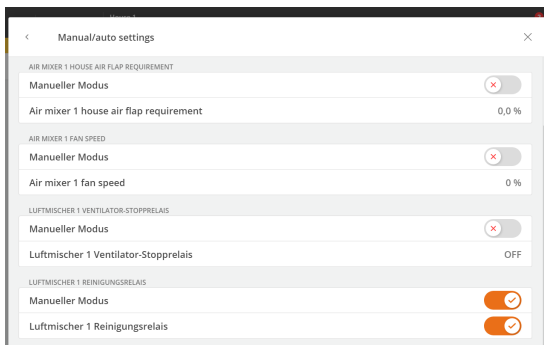 Manual/auto settings
AIR MIXER 1 HOUSE AIR FLAP REQUIREMENT
Manueller Modus
Air mixer 1 house air flap requirement 0,0 %
AIR MIXER 1 FAN SPEED
Manueller Modus
Air mixer 1 fan speed 0 %
LUFTMISCHER 1 VENTILATOR-STOPPRELAIS
Manueller Modus
Luftmischer 1 Ventilator-Stopprelais OFF
LUFTMISCHER 1 REINIGUNGSRELAIS
Manueller Modus
Luftmischer 1 Reinigungsrelais